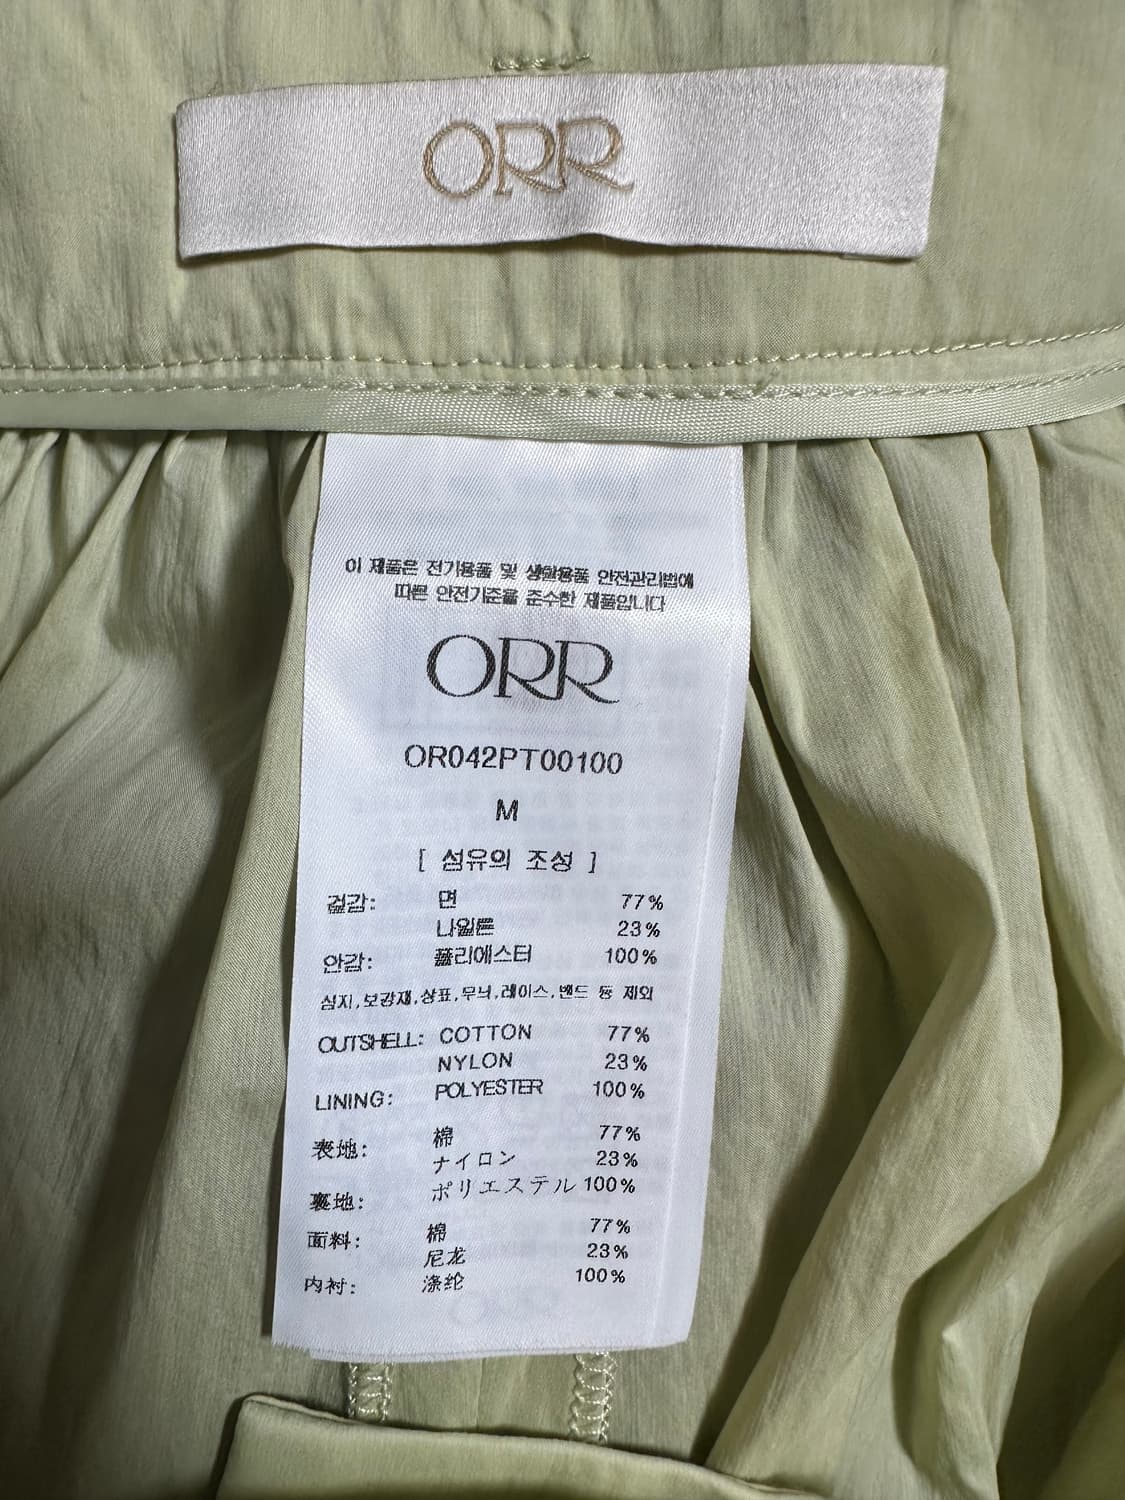 ORR
이 제품은 전기용품 및 생활용품 안전관리법에
따른 안전기준을 준수한 제품입니다
ORR
OR042PT00100
M
[ 섬유의 조성 ]
겉감: 면 77%
나일론 23%
안감: 폴리에스터 100%
심지,보강재,상표,무늬,레이스,밴드 등 제외
OUTSHELL: COTTON 77%
NYLON 23%
LINING: POLYESTER 100%
表地: 棉 77%
ナイロン 23%
裏地: ポリエステル 100%
面料: 棉 77%
尼龙 23%
内衬: 涤纶 100%